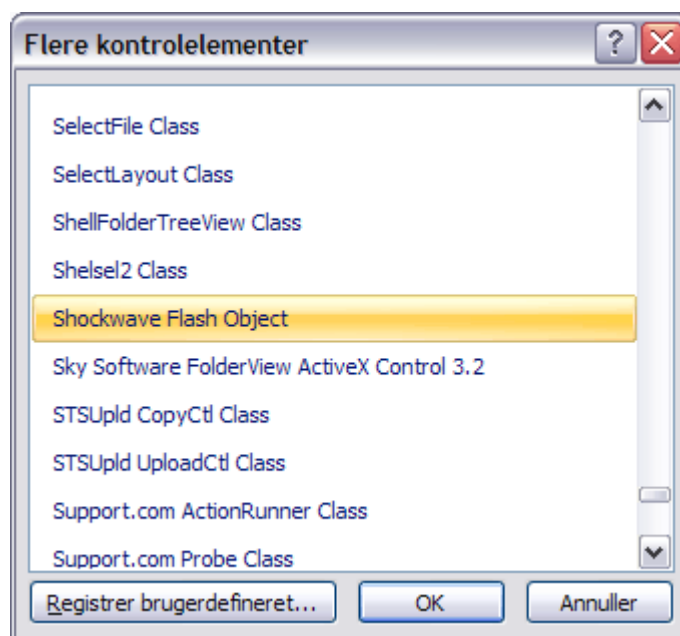 Flere kontrolelementer
SelectFile Class
SelectLayout Class
ShellFolderTreeView Class
Shelsel2 Class
Shockwave Flash Object
Sky Software FolderView ActiveX Control 3.2
STSUpld CopyCtl Class
STSUpld UploadCtl Class
Support.com ActionRunner Class
Support.com Probe Class
Registrer brugerdefineret... OK Annuller